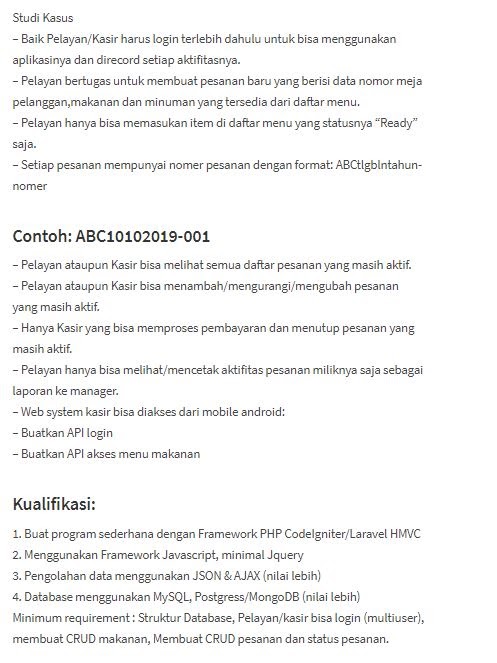 Studi Kasus
– Baik Pelayan/Kasir harus login terlebih dahulu untuk bisa menggunakan
aplikasinya dan direcord setiap aktifitasnya.
– Pelayan bertugas untuk membuat pesanan baru yang berisi data nomor meja
pelanggan,makanan dan minuman yang tersedia dari daftar menu.
– Pelayan hanya bisa memasukan item di daftar menu yang statusnya “Ready”
saja.
– Setiap pesanan mempunyai nomer pesanan dengan format: ABCtlgblntahun-
nomer
Contoh: ABC10102019-001
– Pelayan ataupun Kasir bisa melihat semua daftar pesanan yang masih aktif.
– Pelayan ataupun Kasir bisa menambah/mengurangi/mengubah pesanan
yang masih aktif.
– Hanya Kasir yang bisa memproses pembayaran dan menutup pesanan yang
masih aktif.
– Pelayan hanya bisa melihat/mencetak aktifitas pesanan miliknya saja sebagai
laporan ke manager.
– Web system kasir bisa diakses dari mobile android:
– Buatkan API login
– Buatkan API akses menu makanan
Kualifikasi:
1. Buat program sederhana dengan Framework PHP CodeIgniter/Laravel HMVC
2. Menggunakan Framework Javascript, minimal Jquery
3. Pengolahan data menggunakan JSON & AJAX (nilai lebih)
4. Database menggunakan MySQL, Postgress/MongoDB (nilai lebih)
Minimum requirement : Struktur Database, Pelayan/kasir bisa login (multiuser),
membuat CRUD makanan, Membuat CRUD pesanan dan status pesanan.